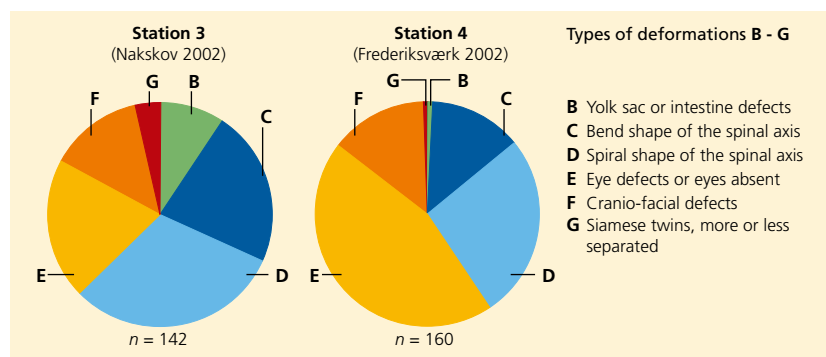 Station 3
(Nakskov 2002)
G
B
F
C
E
D
n = 142
Station 4
(Frederiksværk 2002)
G
B
F
C
E
D
n = 160
Types of deformations B - G
B Yolk sac or intestine defects
C Bend shape of the spinal axis
D Spiral shape of the spinal axis
E Eye defects or eyes absent
F Cranio-facial defects
G Siamese twins, more or less
separated